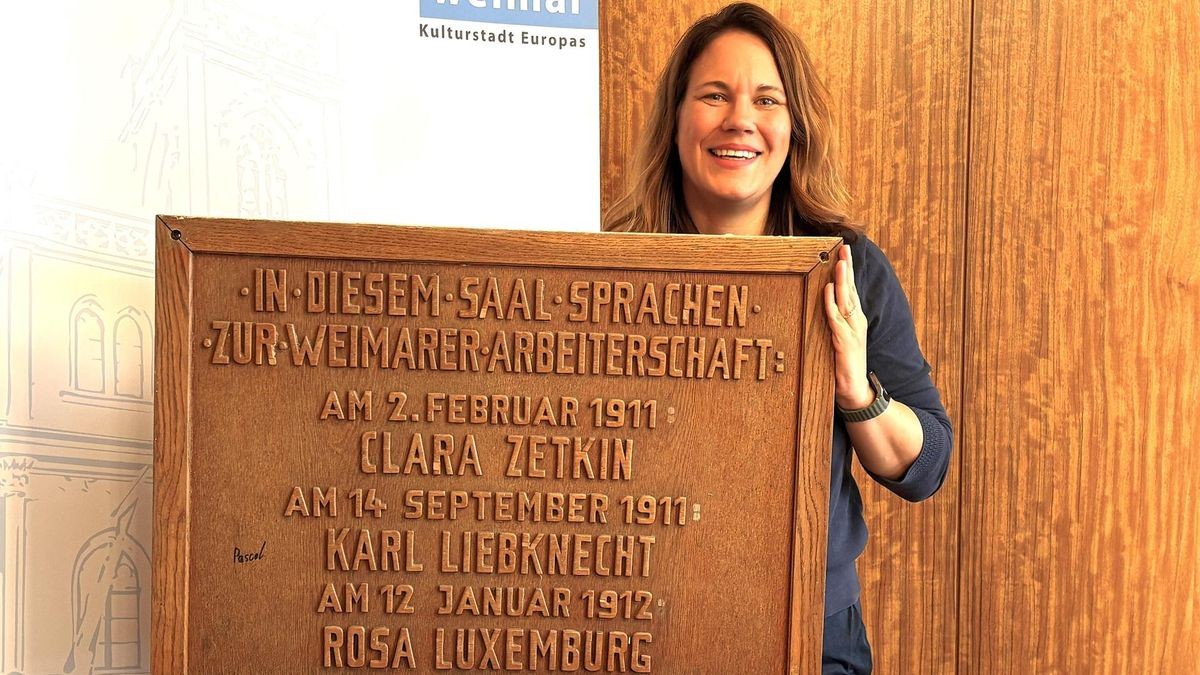 weimar
Kulturstadt Europas
·IN·DIESEM·SAAL·SPRACHEN·
·ZUR·WEIMARER·ARBEITERSCHAFT:
AM 2. FEBRUAR 1911:
CLARA ZETKIN
AM 14 SEPTEMBER 1911:
KARL LIEBKNECHT
Pascal
AM 12 JANUAR 1912·
ROSA LUXEMBURG